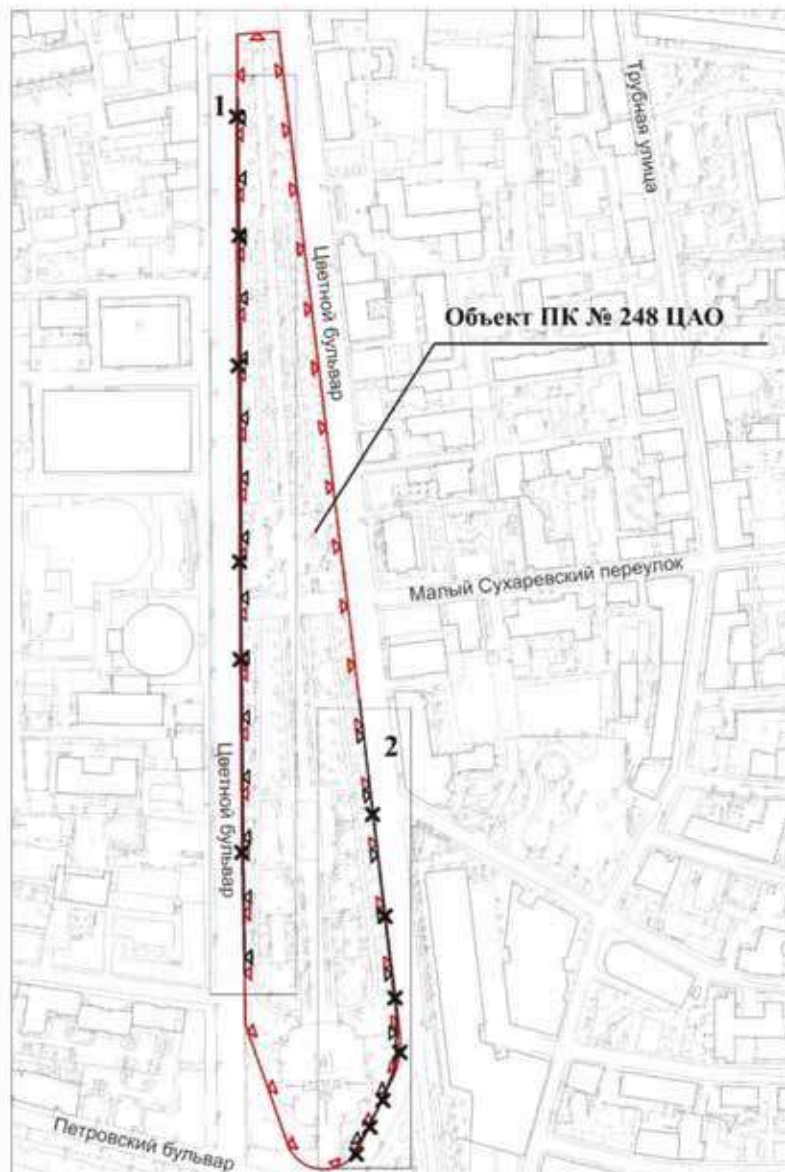 1
Трубная улица
Цветной бульвар
Объект ПК № 248 ЦАО
Малый Сухаревский переулок
2
Цветной бульвар
Петровский бульвар